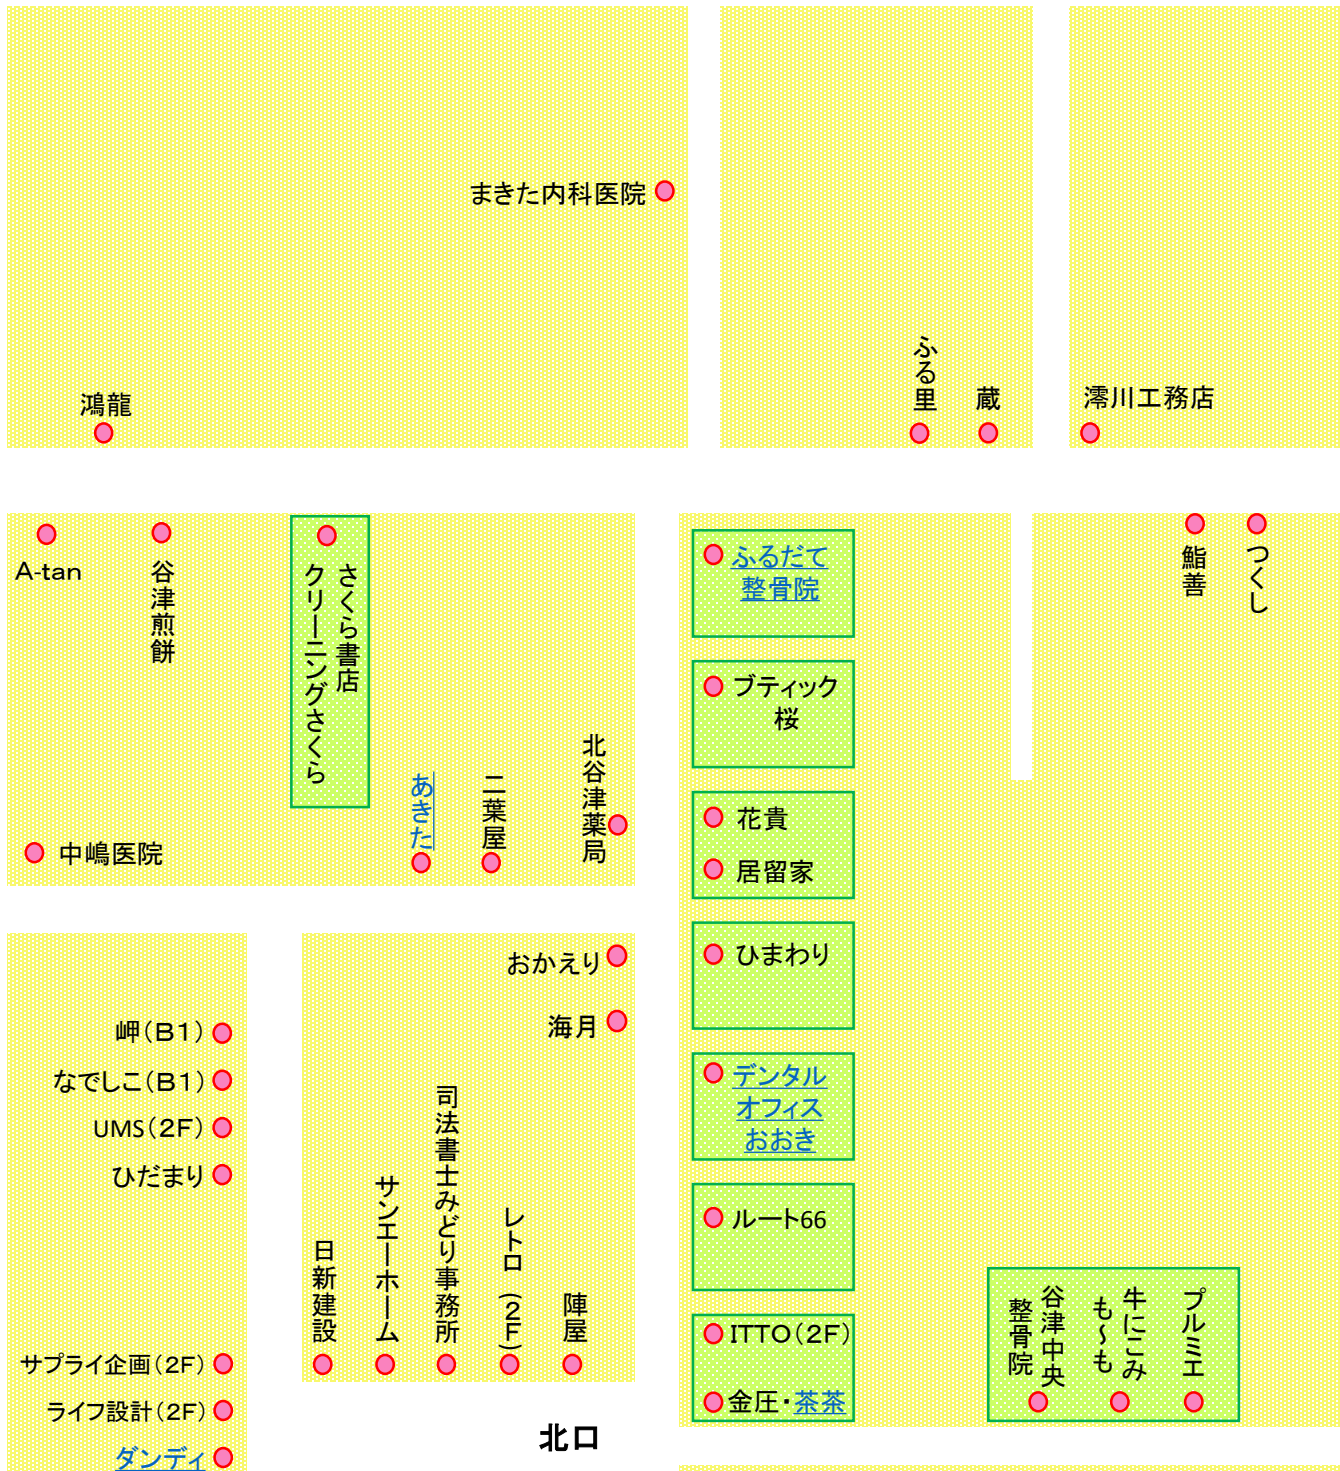 まきた内科医院
鴻龍
ふる里
蔵
澪川工務店
A-tan
谷津煎餅
さくら書店
クリーニングさくら
あきた
二葉屋
北谷津薬局
中嶋医院
ふるだて
整骨院
ブティック
桜
花貴
居留家
ひまわり
デンタル
オフィス
おおき
ルート66
ITTO(2F)
金圧・茶茶
鮨善
つくし
おかえり
海月
岬(B1)
なでしこ(B1)
UMS(2F)
ひだまり
サプライ企画(2F)
ライフ設計(2F)
ダンディ
日新建設
サンエーホーム
司法書士みどり事務所
レトロ(2F)
陣屋
北口
谷津中央
整骨院
牛にこみ
も～も
プルミエ